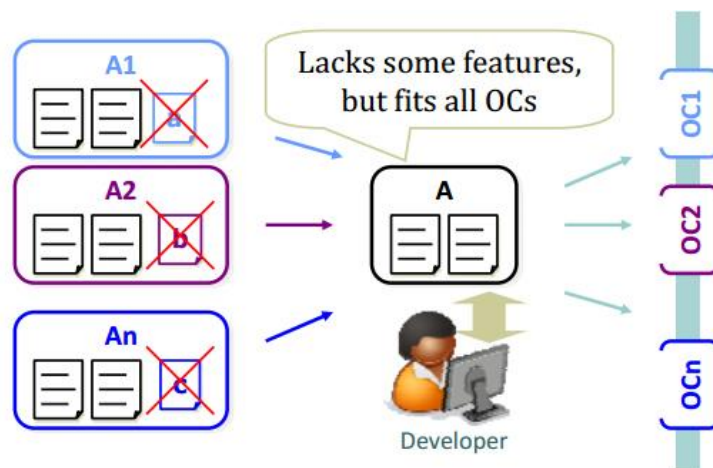 A1
a
Lacks some features,
but fits all OCs
OC1
A2
b
A
OC2
An
c
OCn
Developer